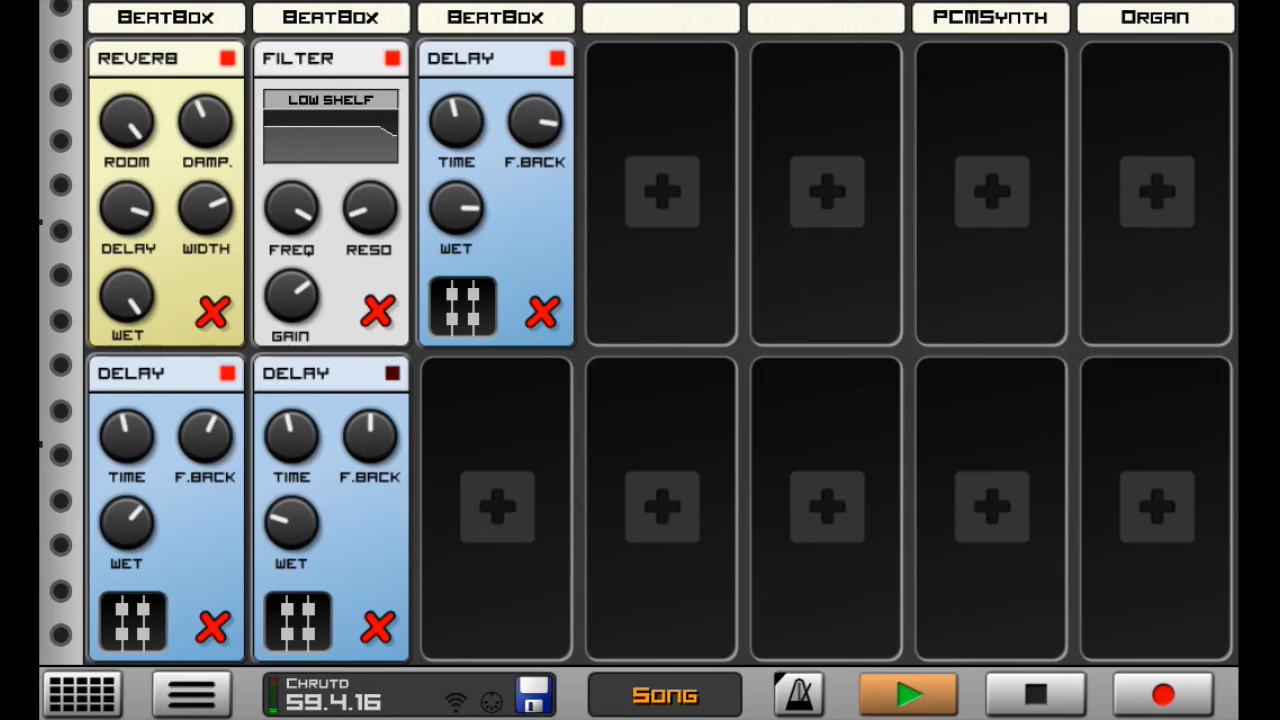 BeatBox BeatBox BeatBox PCMSynth Organ
REVERB FILTER DELAY
LOW SHELF
ROOM DAMP. TIME F.BACK
DELAY WIDTH FREQ RESO WET
WET GAIN
DELAY DELAY
TIME F.BACK TIME F.BACK
WET WET
CHRUTO
59.4.16
Song